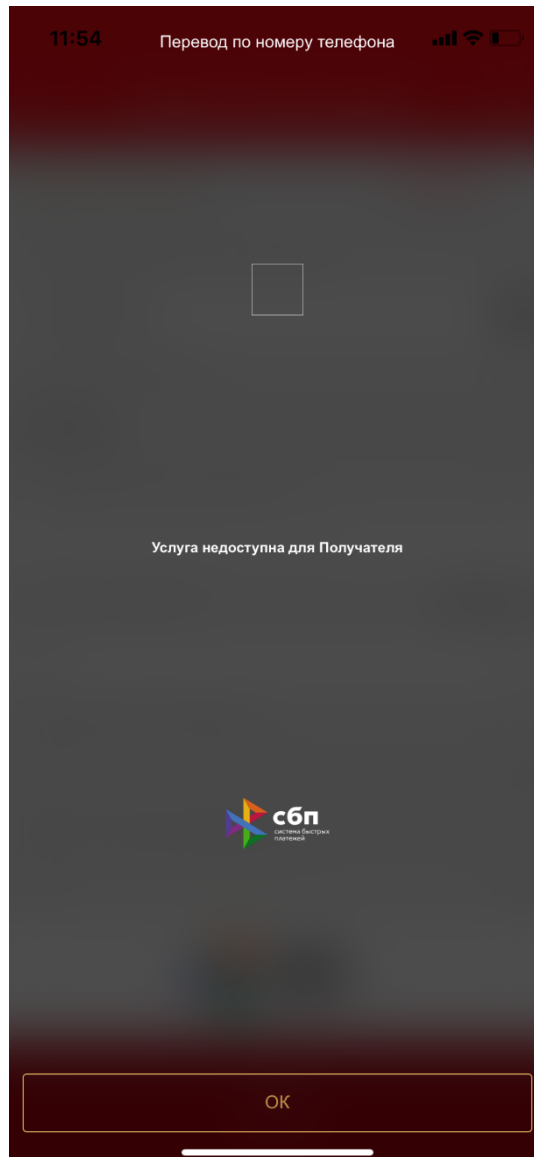 11:54
Перевод по номеру телефона
Услуга недоступна для Получателя
сбп
система быстрых
платежей
ОК